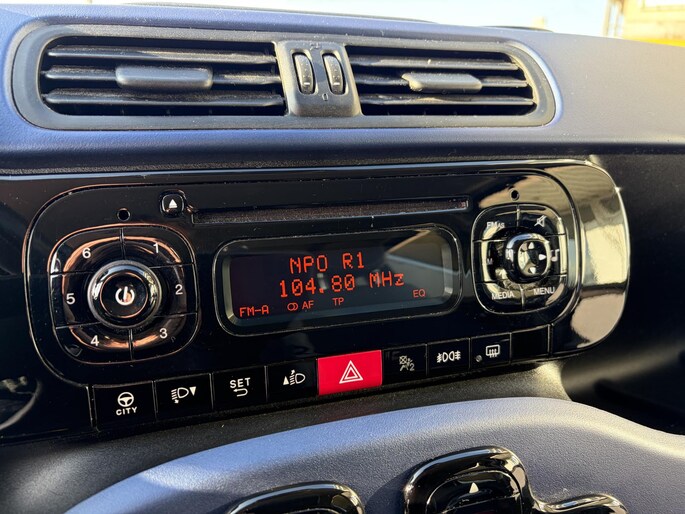 6 1
5 2
4 3
NPO R1
104.80 MHz
FM-A AF TP EQ
MEDIA MENU
CITY
SET
2